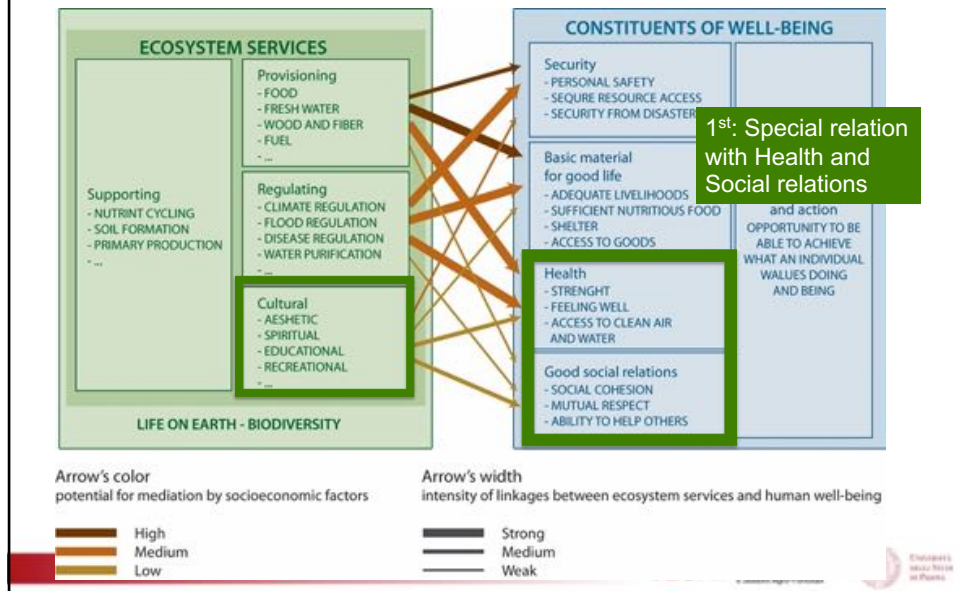 ECOSYSTEM SERVICES
Supporting
- NUTRINT CYCLING
- SOIL FORMATION
- PRIMARY PRODUCTION
- ...
Provisioning
- FOOD
- FRESH WATER
- WOOD AND FIBER
- FUEL
- ...
Regulating
- CLIMATE REGULATION
- FLOOD REGULATION
- DISEASE REGULATION
- WATER PURIFICATION
- ...
Cultural
- AESHETIC
- SPIRITUAL
- EDUCATIONAL
- RECREATIONAL
- ...
LIFE ON EARTH - BIODIVERSITY
CONSTITUENTS OF WELL-BEING
Security
- PERSONAL SAFETY
- SEQURE RESOURCE ACCESS
- SECURITY FROM DISASTER
Basic material
for good life
- ADEQUATE LIVELIHOODS
- SUFFICIENT NUTRITIOUS FOOD
- SHELTER
- ACCESS TO GOODS
Health
- STRENGHT
- FEELING WELL
- ACCESS TO CLEAN AIR
AND WATER
Good social relations
- SOCIAL COHESION
- MUTUAL RESPECT
- ABILITY TO HELP OTHERS
1st: Special relation
with Health and
Social relations
and action
OPPORTUNITY TO BE
ABLE TO ACHIEVE
WHAT AN INDIVIDUAL
WALUES DOING
AND BEING
Arrow's color
potential for mediation by socioeconomic factors
High
Medium
Low
Arrow's width
intensity of linkages between ecosystem services and human well-being
Strong
Medium
Weak
UNIVERSITÀ
DEGLI STUDI
DI PADOVA